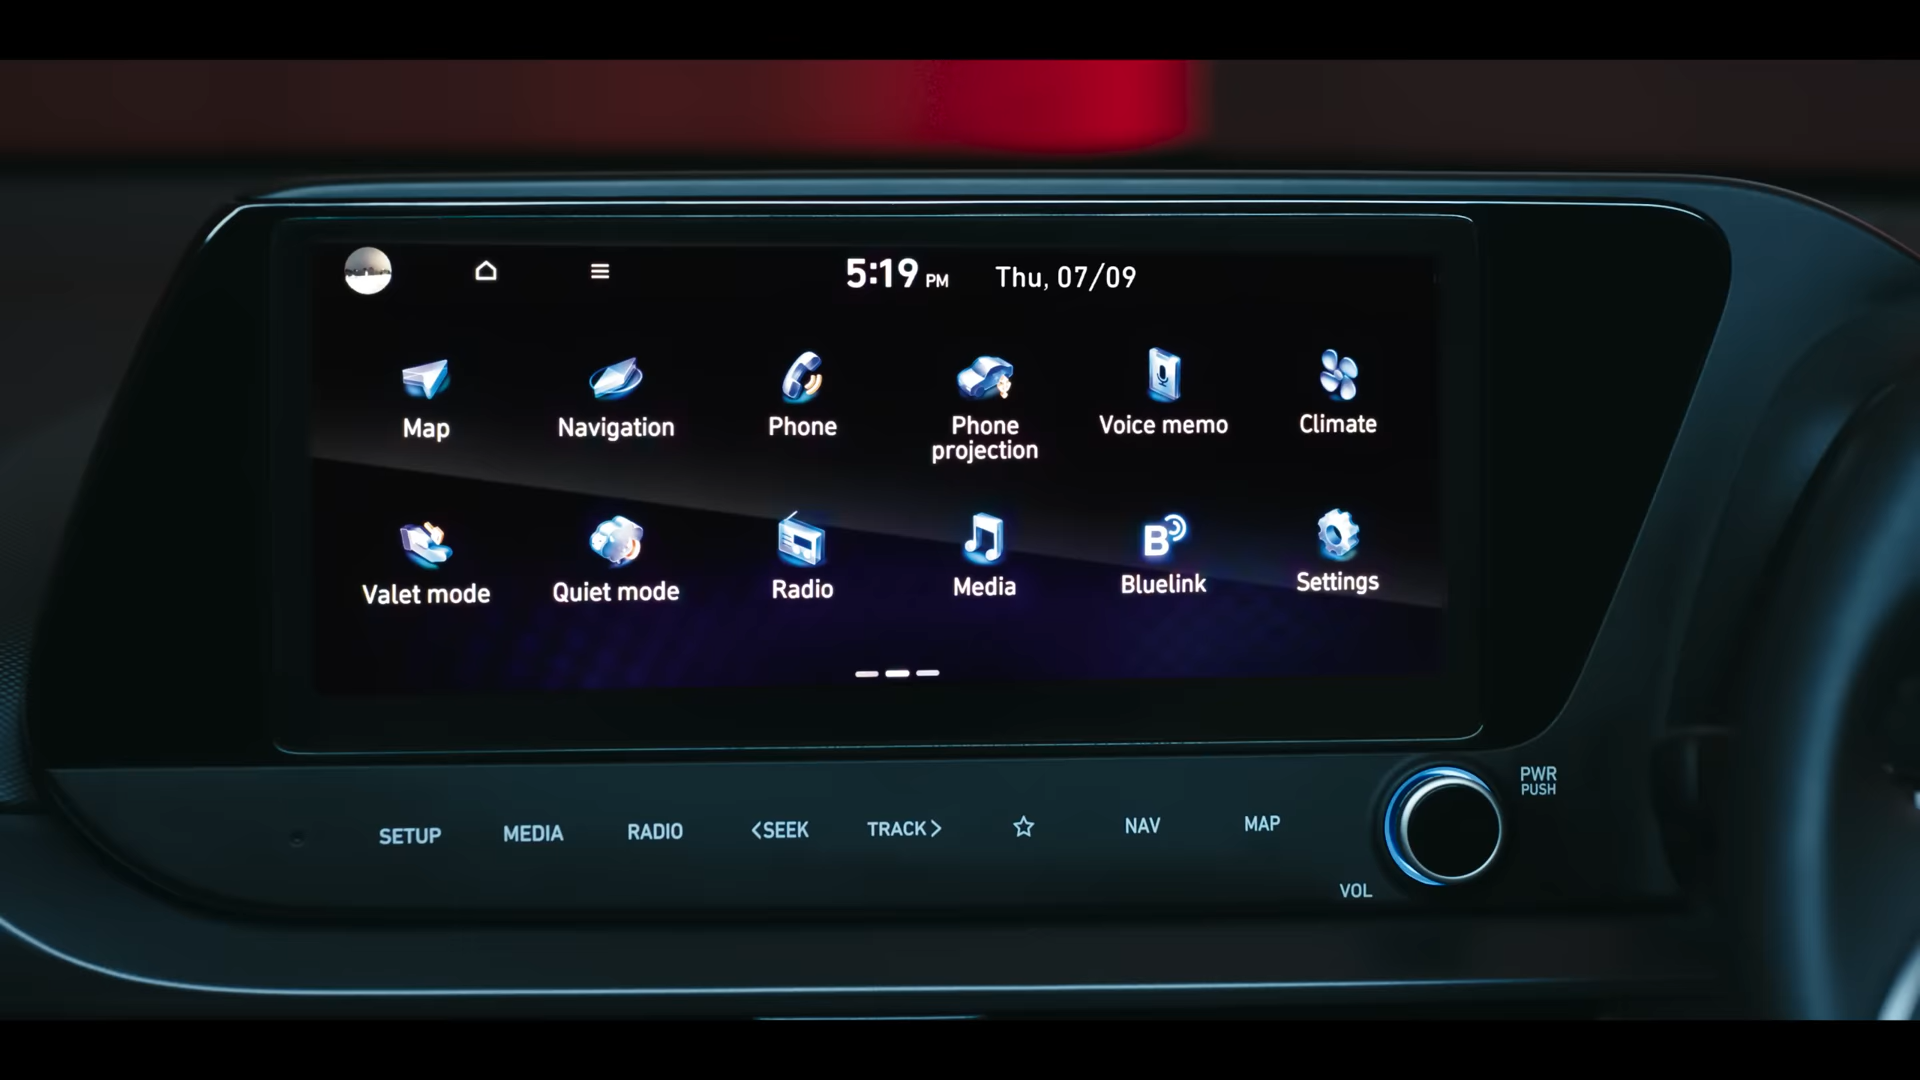 5:19 PM Thu, 07/09
Map Navigation Phone Phone projection Voice memo Climate
Valet mode Quiet mode Radio Media Bluelink Settings
PWR
PUSH
SETUP MEDIA RADIO <SEEK TRACK> NAV MAP
VOL